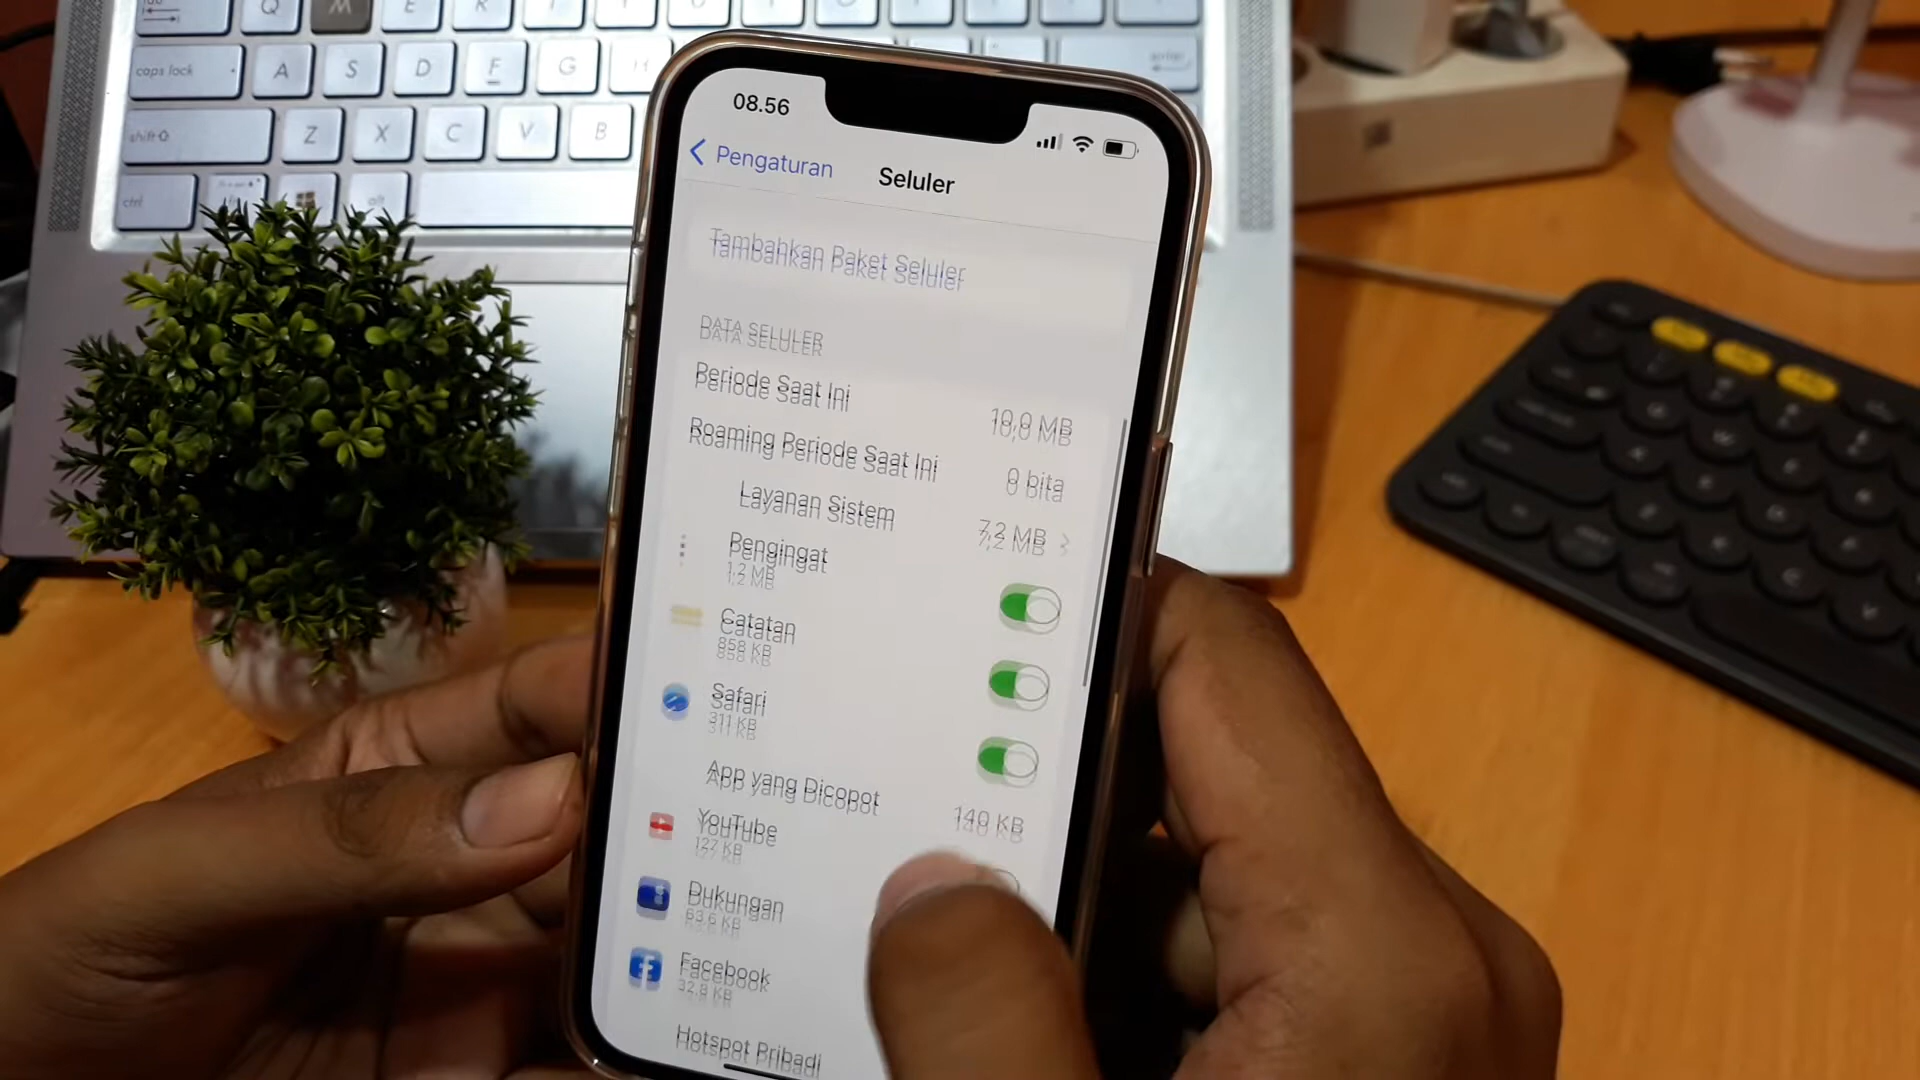 Q
W
E
R
caps lock
A
S
D
F
G
H
enter
shift
Z
X
C
V
B
ctrl
fn
alt
08.56
Pengaturan
Seluler
Tambahkan Paket Seluler
DATA SELULER
Periode Saat Ini
10,0 MB
Roaming Periode Saat Ini
0 bita
Layanan Sistem
7,2 MB
Pengingat
1,2 MB
Catatan
858 KB
Safari
311 KB
App yang Dicopot
140 KB
YouTube
127 KB
Dukungan
63,6 KB
Facebook
32,8 KB
Hotspot Pribadi